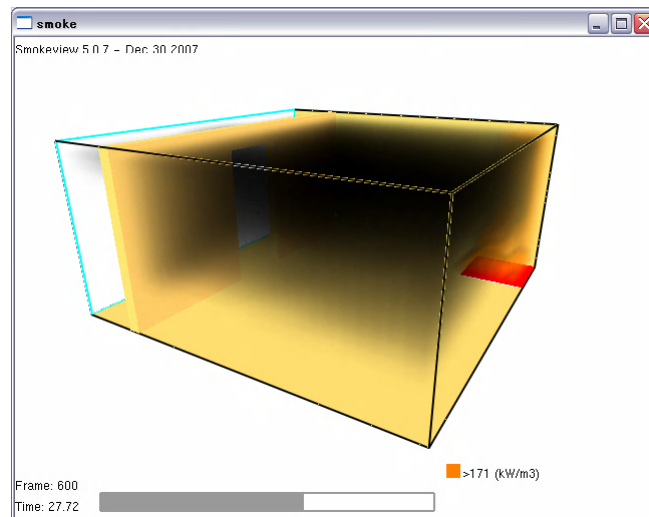 smoke
Smokeview 5.0.7 - Dec 30 2007
>171 (kW/m3)
Frame: 600
Time: 27.72